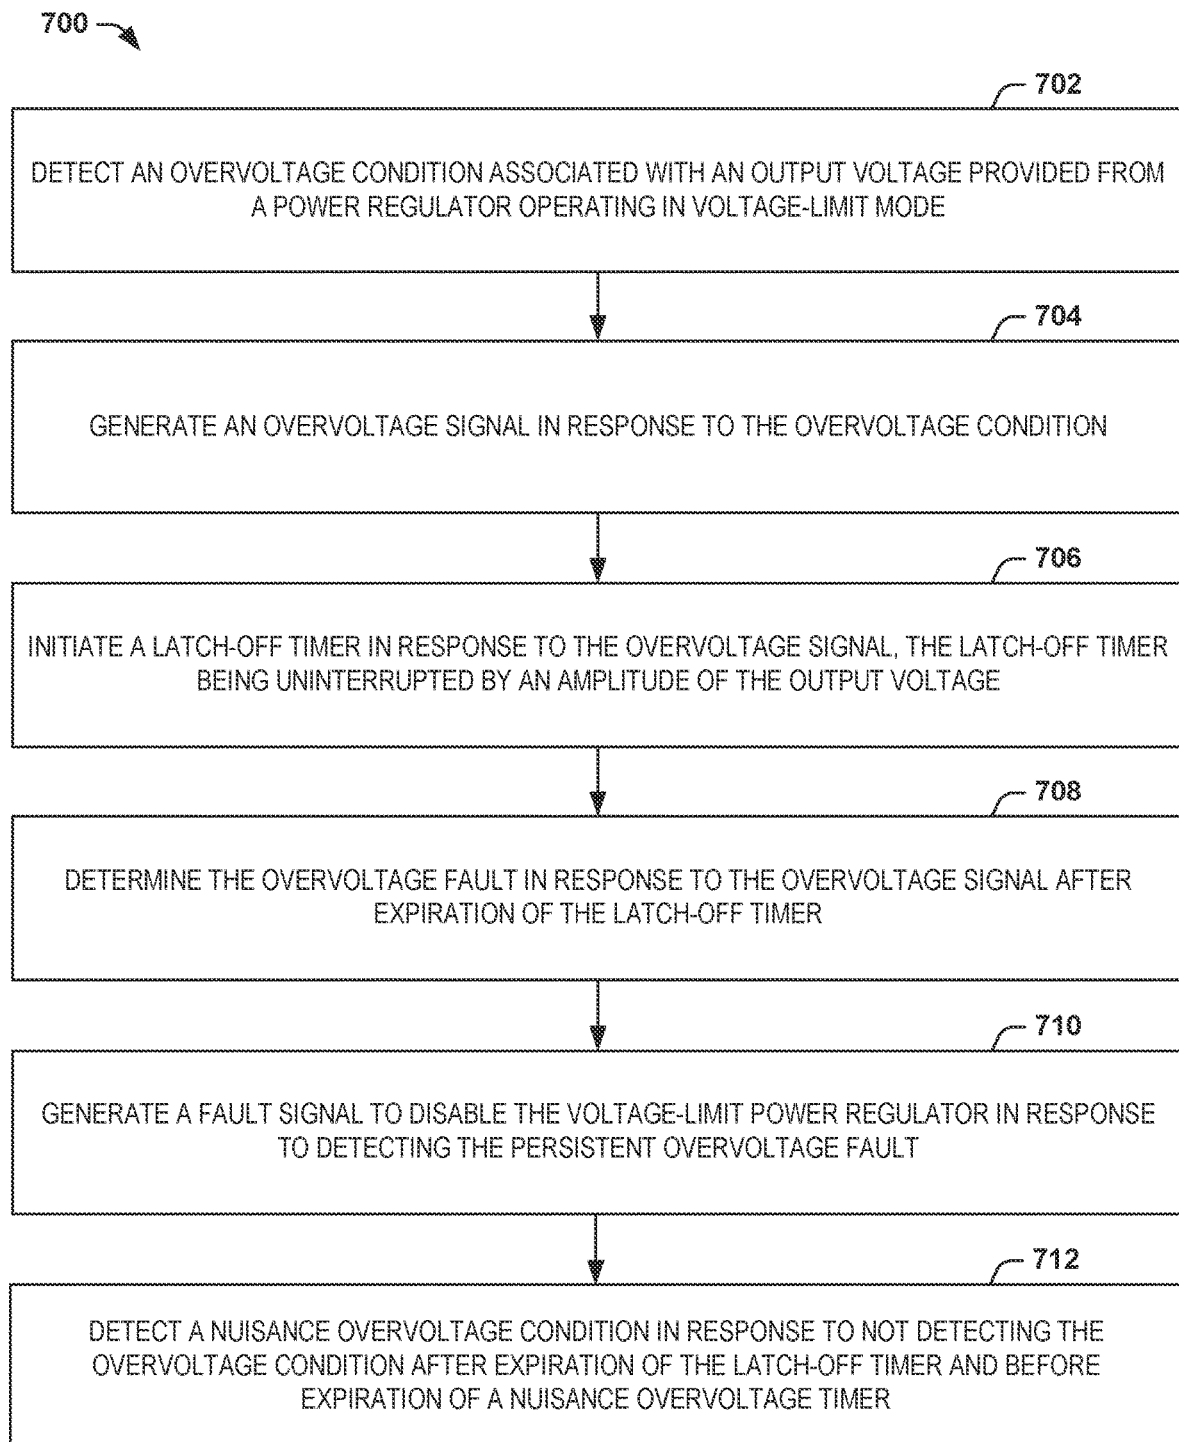 700
702
DETECT AN OVERVOLTAGE CONDITION ASSOCIATED WITH AN OUTPUT VOLTAGE PROVIDED FROM
A POWER REGULATOR OPERATING IN VOLTAGE-LIMIT MODE
704
GENERATE AN OVERVOLTAGE SIGNAL IN RESPONSE TO THE OVERVOLTAGE CONDITION
706
INITIATE A LATCH-OFF TIMER IN RESPONSE TO THE OVERVOLTAGE SIGNAL, THE LATCH-OFF TIMER
BEING UNINTERRUPTED BY AN AMPLITUDE OF THE OUTPUT VOLTAGE
708
DETERMINE THE OVERVOLTAGE FAULT IN RESPONSE TO THE OVERVOLTAGE SIGNAL AFTER
EXPIRATION OF THE LATCH-OFF TIMER
710
GENERATE A FAULT SIGNAL TO DISABLE THE VOLTAGE-LIMIT POWER REGULATOR IN RESPONSE
TO DETECTING THE PERSISTENT OVERVOLTAGE FAULT
712
DETECT A NUISANCE OVERVOLTAGE CONDITION IN RESPONSE TO NOT DETECTING THE
OVERVOLTAGE CONDITION AFTER EXPIRATION OF THE LATCH-OFF TIMER AND BEFORE
EXPIRATION OF A NUISANCE OVERVOLTAGE TIMER